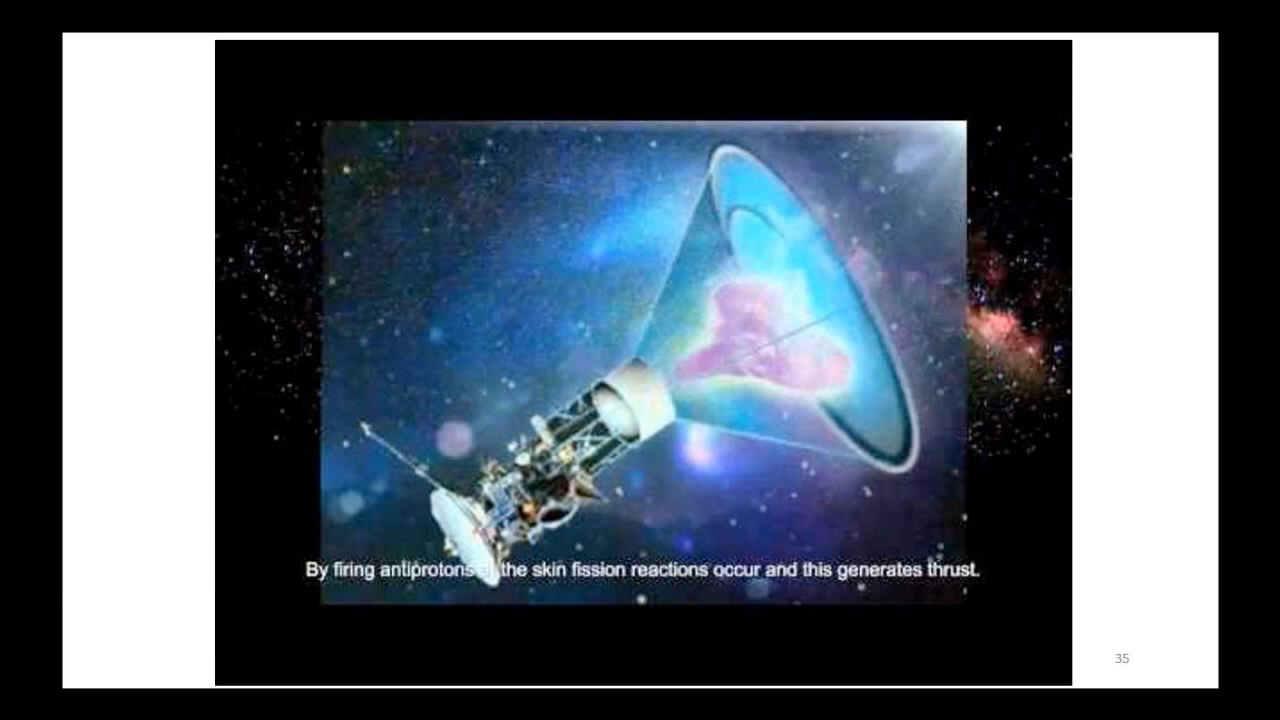 By firing antiprotons the skin fission reactions occur and this generates thrust.
35